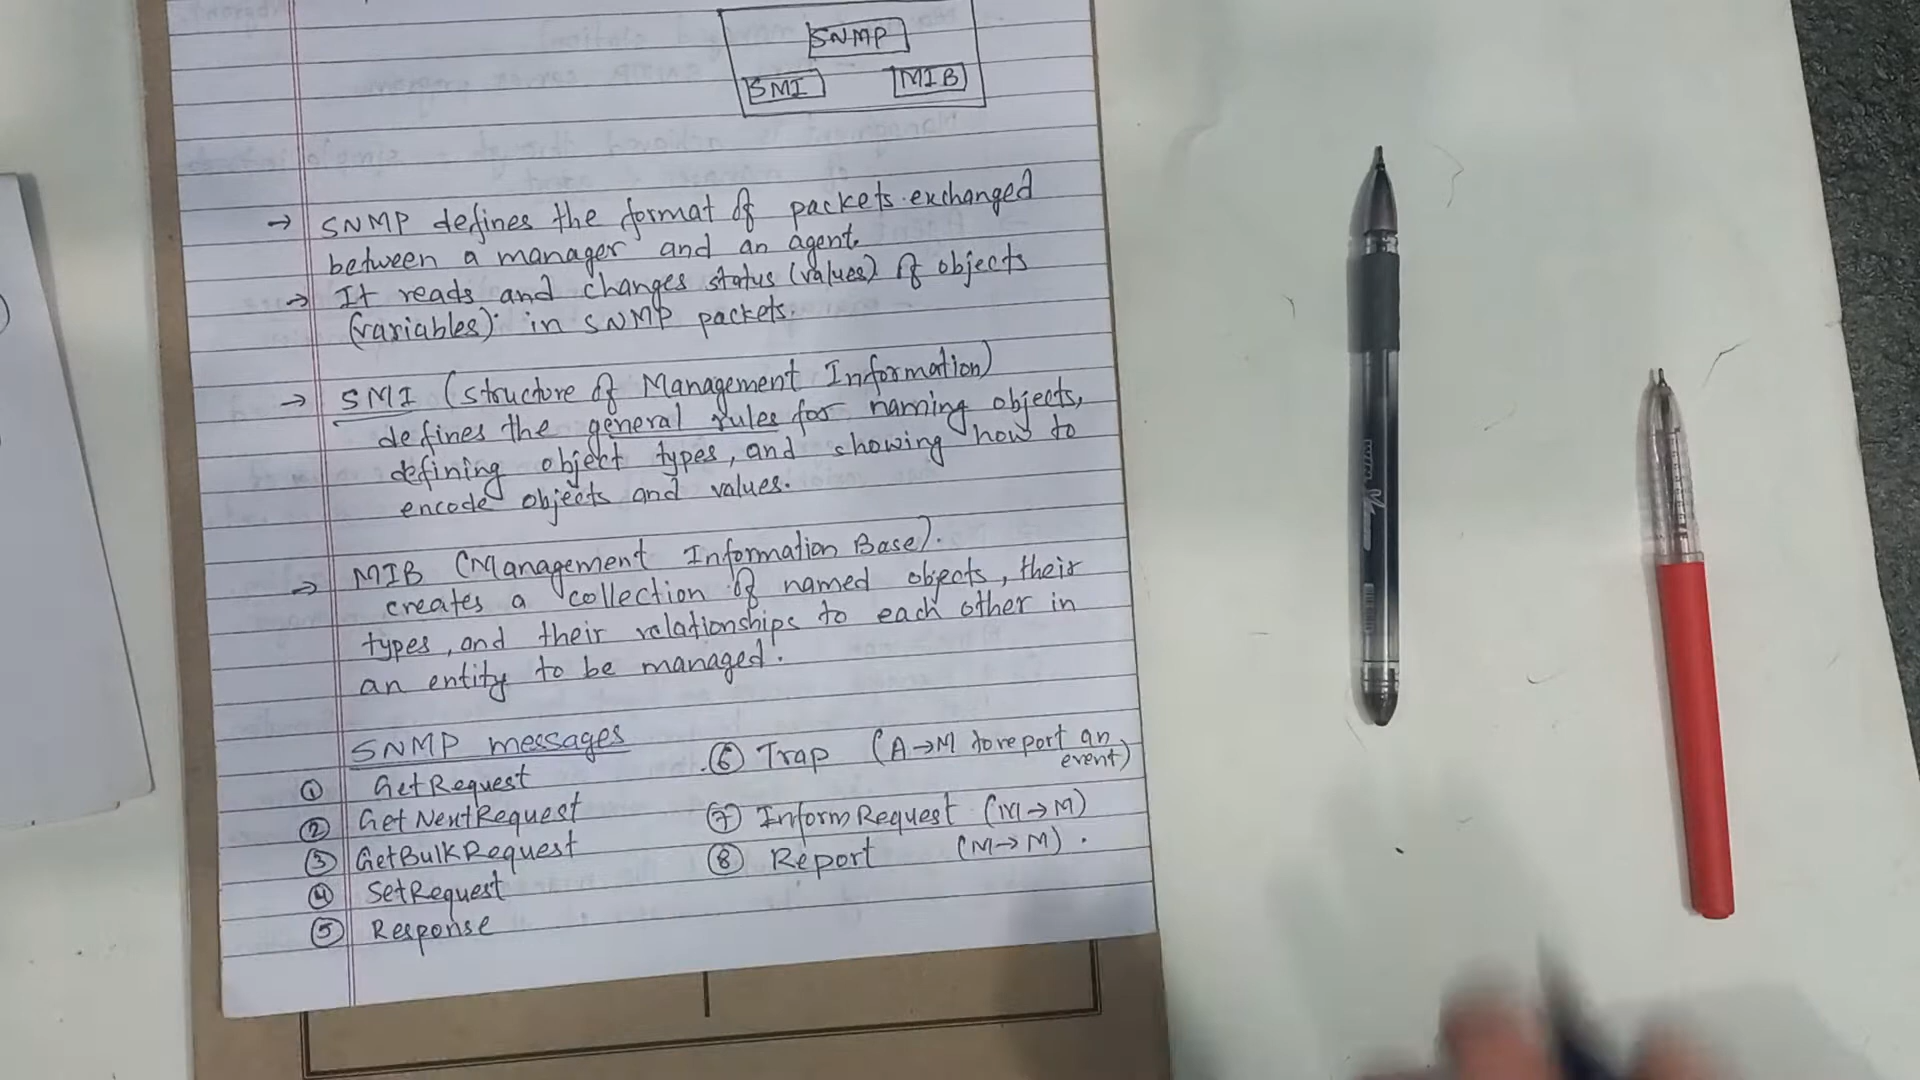 SNMP
SMI MIB
→ SNMP defines the format of packets exchanged
between a manager and an agent.
→ It reads and changes status (values) of objects
(variables) in SNMP packets.
→ SMI (Structure of Management Information)
defines the general rules for naming objects,
defining object types, and showing how to
encode objects and values.
→ MIB (Management Information Base).
creates a collection of named objects, their
types, and their relationships to each other in
an entity to be managed.
SNMP messages
① GetRequest
② GetNextRequest
③ GetBulkRequest
④ SetRequest
⑤ Response
⑥ Trap (A→M to report an
event)
⑦ InformRequest (M→M)
⑧ Report (M→M).